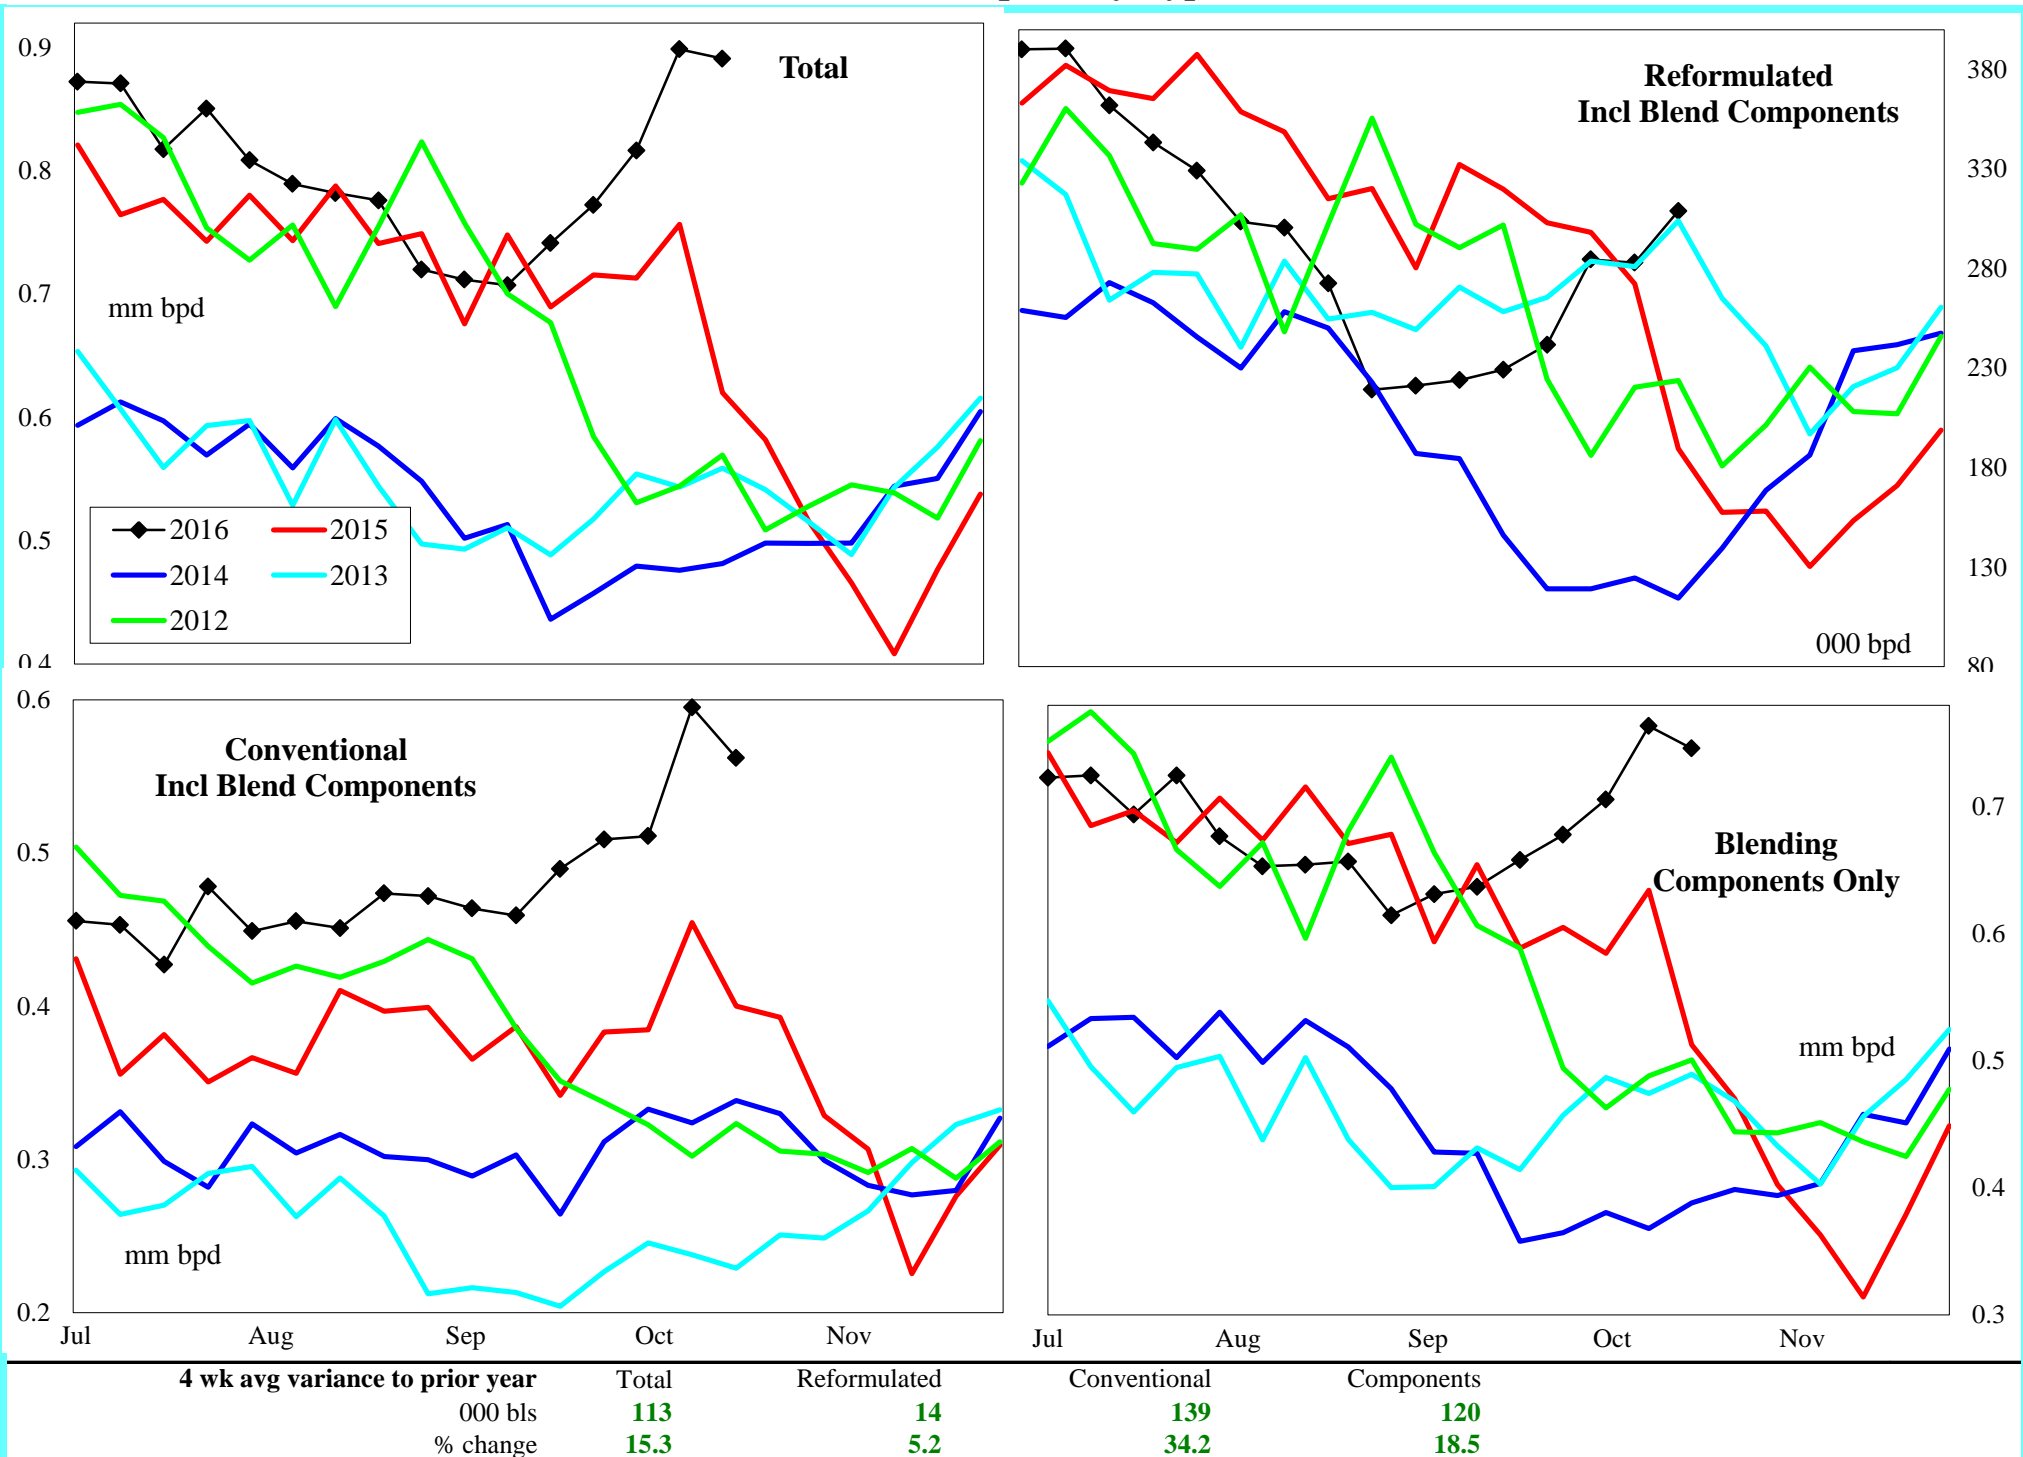 Total
0.9
0.8
0.7
0.6
0.5
0.4
mm bpd
2016
2015
2014
2013
2012
Reformulated
Incl Blend Components
380
330
280
230
180
130
80
000 bpd
Conventional
Incl Blend Components
0.6
0.5
0.4
0.3
0.2
mm bpd
Jul Aug Sep Oct Nov
Blending
Components Only
0.7
0.6
0.5
0.4
0.3
mm bpd
Jul Aug Sep Oct Nov
4 wk avg variance to prior year Total Reformulated Conventional Components
000 bls 113 14 139 120
% change 15.3 5.2 34.2 18.5